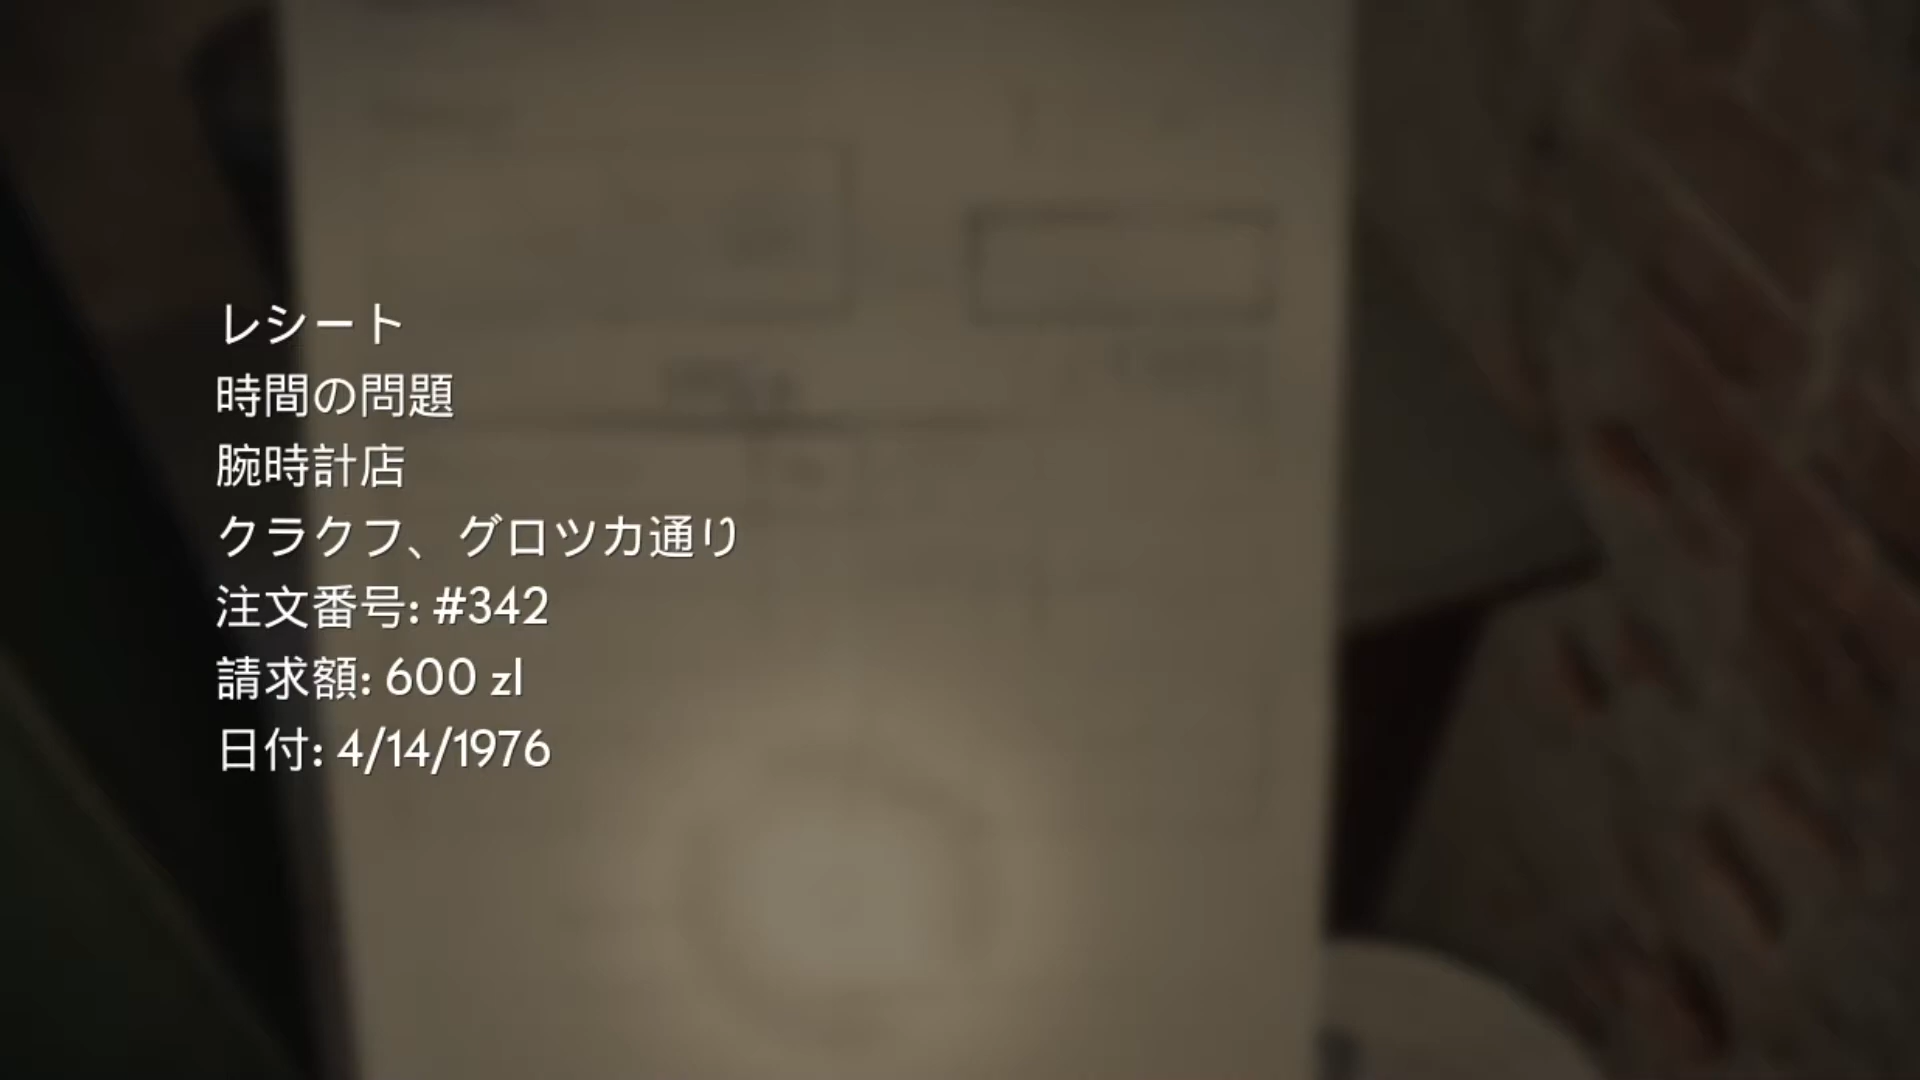 レシート
時間の問題
腕時計店
クラクフ、グロツカ通り
注文番号: #342
請求額: 600 zl
日付: 4/14/1976